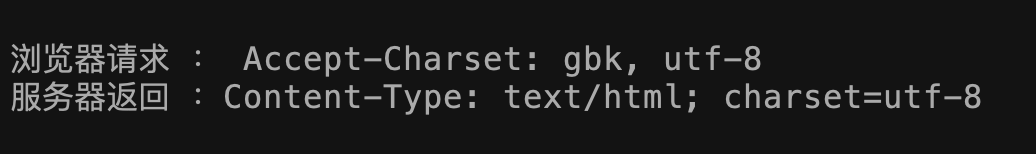 浏览器请求 ： Accept-Charset: gbk, utf-8
服务器返回 ：Content-Type: text/html; charset=utf-8